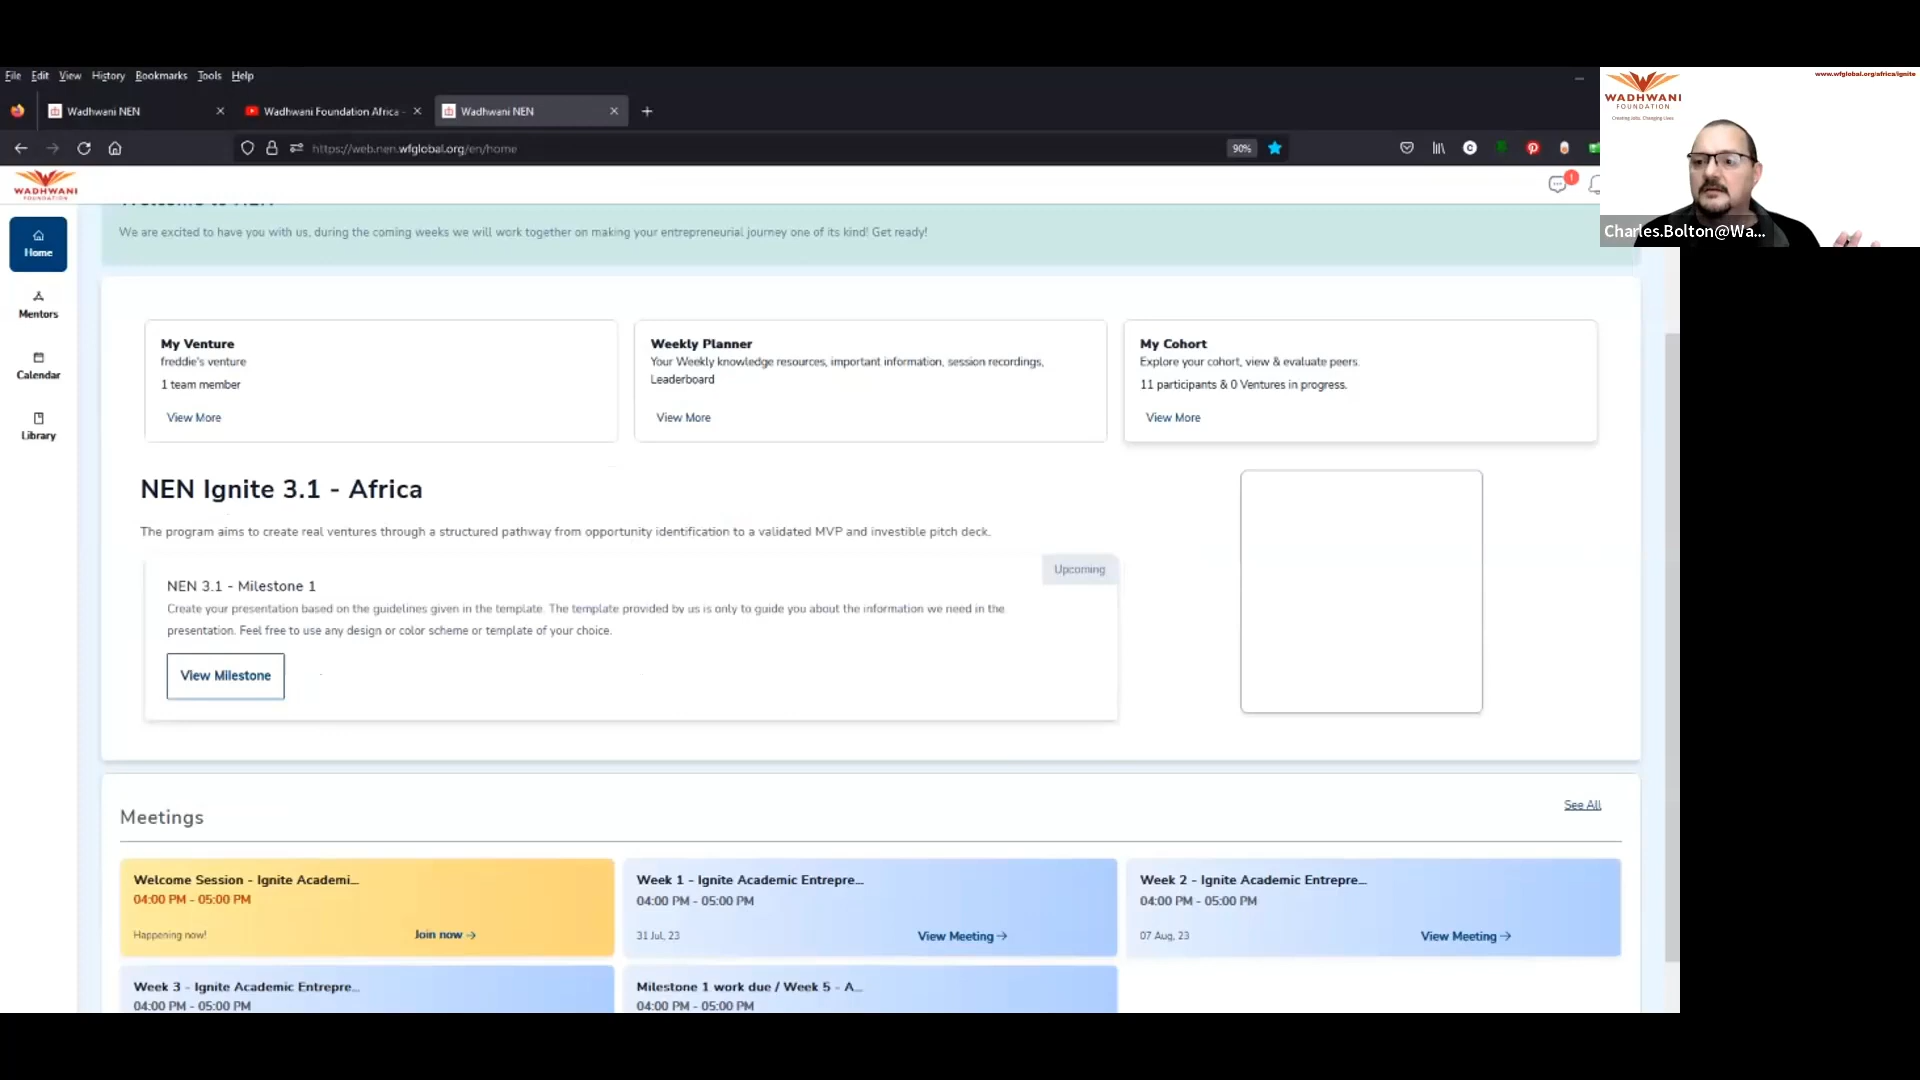 File Edit View History Bookmarks Tools Help
Wadhwani NEN
Wadhwani Foundation Africa -
Wadhwani NEN
https://web.nen.wfglobal.org/en/home
90%
www.wfglobal.org/africa/ignite
WADHWANI
FOUNDATION
Creating Jobs. Changing Lives
Charles.Bolton@Wa...
WADHWANI
FOUNDATION
1
Home
Mentors
Calendar
Library
Welcome to NEN
We are excited to have you with us, during the coming weeks we will work together on making your entrepreneurial journey one of its kind! Get ready!
My Venture
freddie's venture
1 team member
View More
Weekly Planner
Your Weekly knowledge resources, important information, session recordings,
Leaderboard
View More
My Cohort
Explore your cohort, view & evaluate peers.
11 participants & 0 Ventures in progress.
View More
NEN Ignite 3.1 - Africa
The program aims to create real ventures through a structured pathway from opportunity identification to a validated MVP and investible pitch deck.
Upcoming
NEN 3.1 - Milestone 1
Create your presentation based on the guidelines given in the template. The template provided by us is only to guide you about the information we need in the
presentation. Feel free to use any design or color scheme or template of your choice.
View Milestone
Meetings
See All
Welcome Session - Ignite Academi...
04:00 PM - 05:00 PM
Happening now!
Join now →
Week 1 - Ignite Academic Entrepre...
04:00 PM - 05:00 PM
31 Jul, 23
View Meeting →
Week 2 - Ignite Academic Entrepre...
04:00 PM - 05:00 PM
07 Aug, 23
View Meeting →
Week 3 - Ignite Academic Entrepre...
04:00 PM - 05:00 PM
Milestone 1 work due / Week 5 - A...
04:00 PM - 05:00 PM